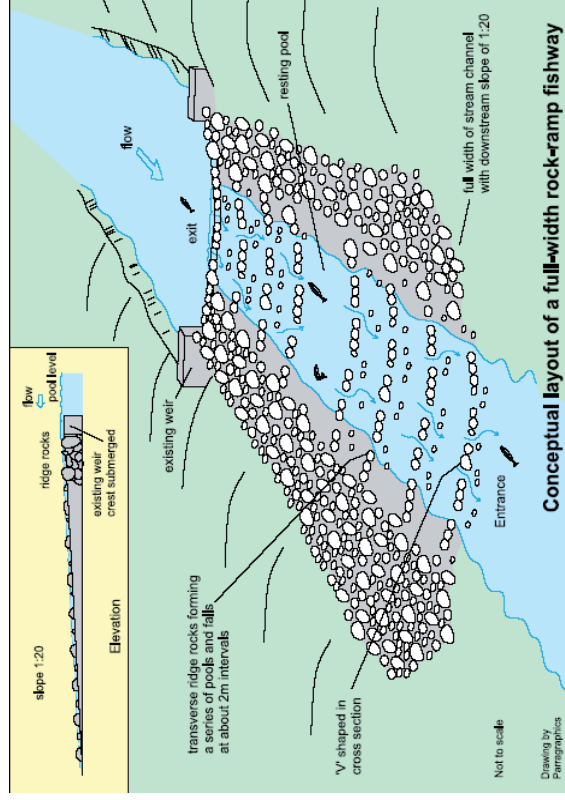 slope 1:20
ridge rocks
flow
pool level
existing weir
crest submerged
Elevation
flow
exit
existing weir
resting pool
transverse ridge rocks forming
a series of pools and falls
at about 2m intervals
'V' shaped in
cross section
Entrance
full width of stream channel
with downstream slope of 1:20
Not to scale
Drawing by
Parragraphics
Conceptual layout of a full-width rock-ramp fishway